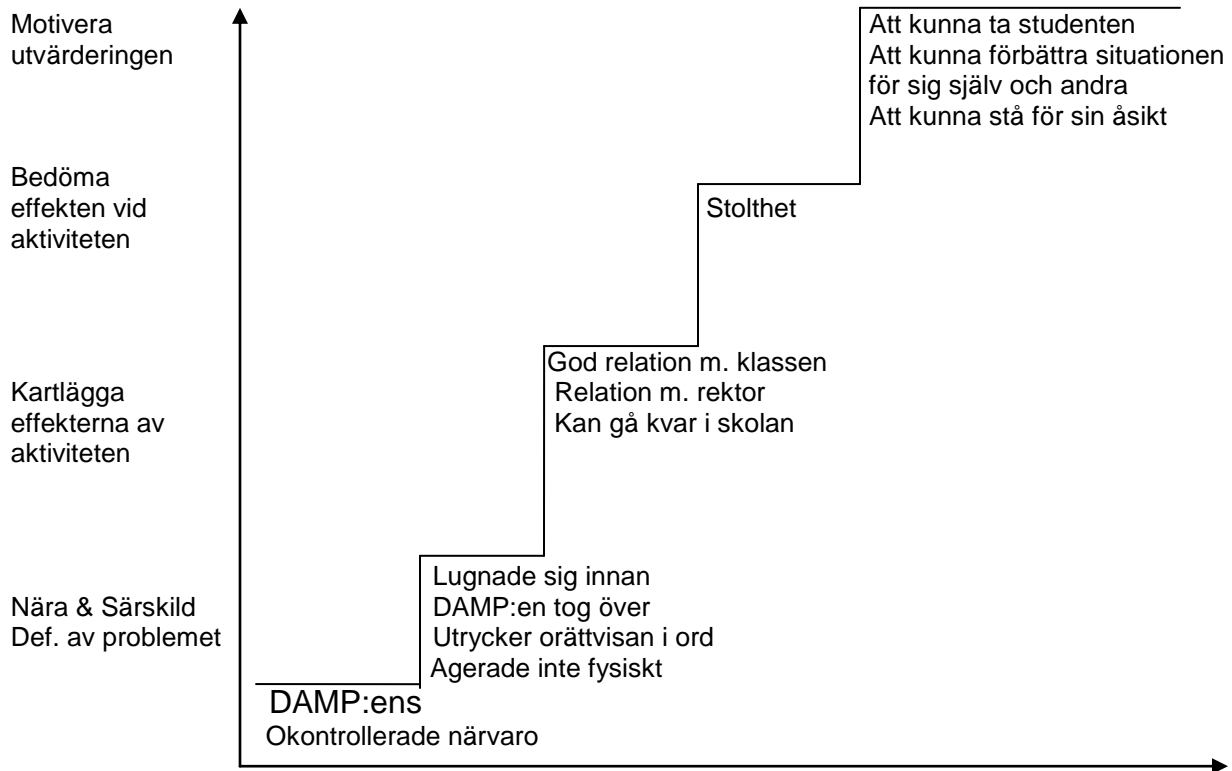 Motivera
utvärderingen
Att kunna ta studenten
Att kunna förbättra situationen
för sig själv och andra
Att kunna stå för sin åsikt
Bedöma
effekten vid
aktiviteten
Stolthet
Kartlägga
effekterna av
aktiviteten
God relation m. klassen
Relation m. rektor
Kan gå kvar i skolan
Nära & Särskild
Def. av problemet
Lugnade sig innan
DAMP:en tog över
Utrycker orättvisan i ord
Agerade inte fysiskt
DAMP:ens
Okontrollerade närvaro